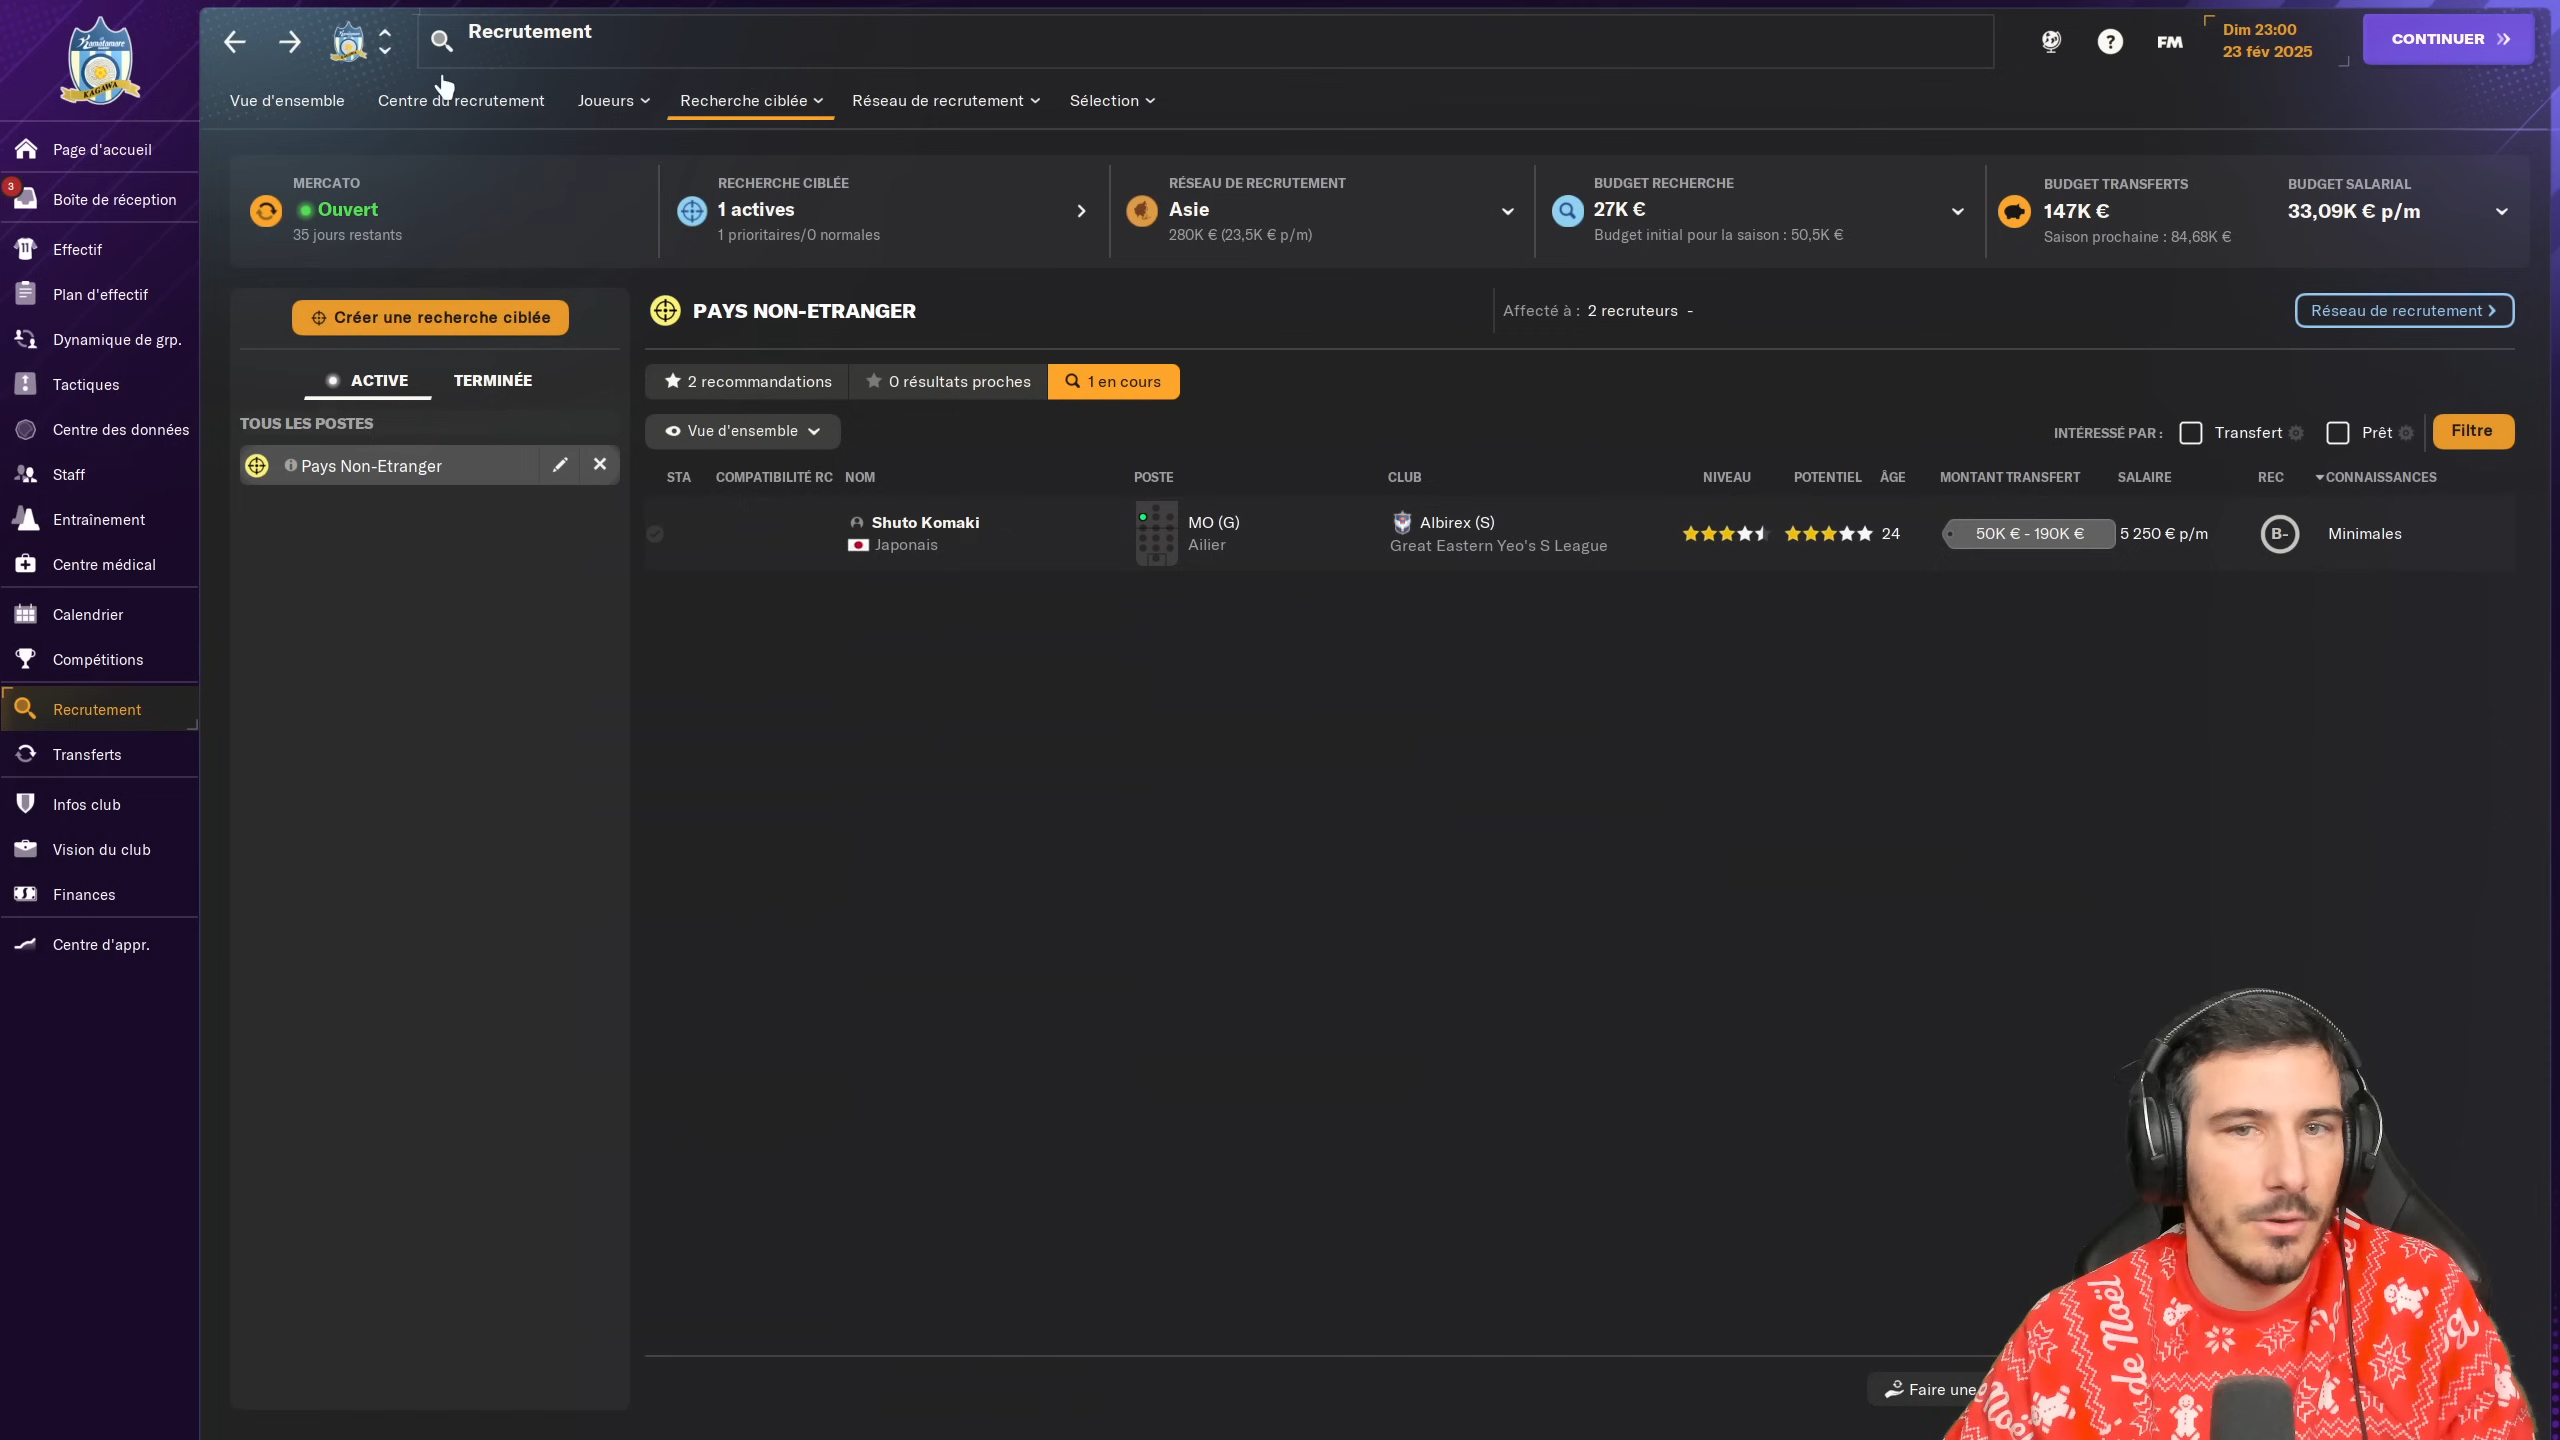 Kamatamare
KAGAWA
Recrutement
FM
Dim 23:00
23 fév 2025
CONTINUER
Vue d'ensemble
Centre du recrutement
Joueurs
Recherche ciblée
Réseau de recrutement
Sélection
Page d'accueil
3
Boîte de réception
Effectif
Plan d'effectif
Dynamique de grp.
Tactiques
Centre des données
Staff
Entraînement
Centre médical
Calendrier
Compétitions
Recrutement
Transferts
Infos club
Vision du club
Finances
Centre d'appr.
MERCATO
Ouvert
35 jours restants
RECHERCHE CIBLÉE
1 actives
1 prioritaires/0 normales
RÉSEAU DE RECRUTEMENT
Asie
280K € (23,5K € p/m)
BUDGET RECHERCHE
27K €
Budget initial pour la saison : 50,5K €
BUDGET TRANSFERTS
147K €
Saison prochaine : 84,68K €
BUDGET SALARIAL
33,09K € p/m
Créer une recherche ciblée
ACTIVE
TERMINÉE
TOUS LES POSTES
Pays Non-Etranger
PAYS NON-ETRANGER
Affecté à : 2 recruteurs -
Réseau de recrutement
2 recommandations
0 résultats proches
1 en cours
Vue d'ensemble
INTÉRESSÉ PAR :
Transfert
Prêt
Filtre
STA
COMPATIBILITÉ RC
NOM
POSTE
CLUB
NIVEAU
POTENTIEL
ÂGE
MONTANT TRANSFERT
SALAIRE
REC
CONNAISSANCES
Shuto Komaki
Japonais
MO (G)
Ailier
Albirex (S)
Great Eastern Yeo's S League
24
50K € - 190K €
5 250 € p/m
B-
Minimales
Faire une
de Noël